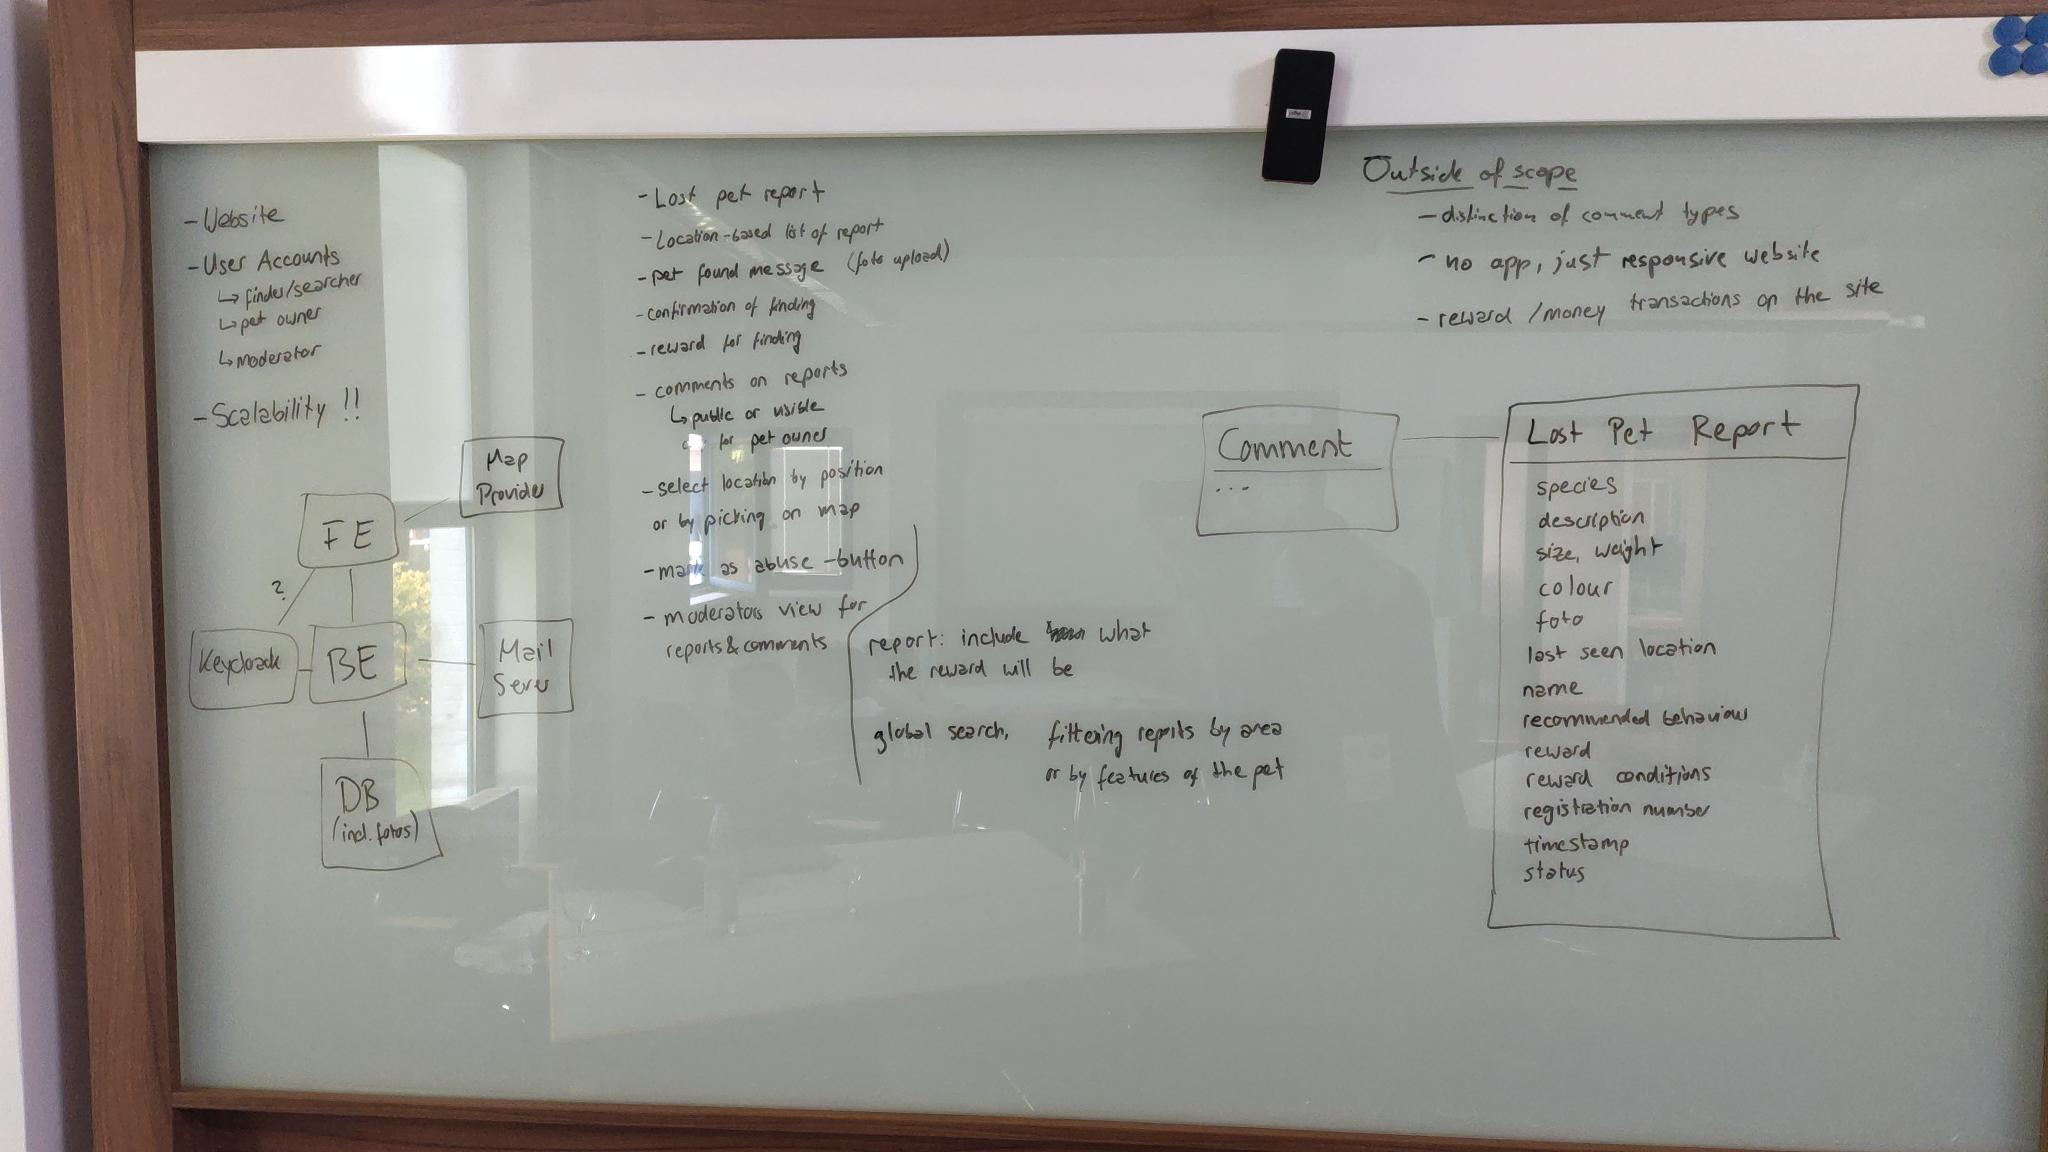 - Website
- User Accounts
↳ finder/searcher
↳ pet owner
↳ moderator
- Scalability !!
Map
Provider
FE
?
Keycloack
BE
Mail
Server
DB
(incl. fotos)
- Lost pet report
- Location-based list of report
- pet found message (foto upload)
- confirmation of finding
- reward for finding
- comments on reports
↳ public or visible
for pet owner
- select location by position
or by picking on map
- mark as abuse -button
- moderators view for
reports & comments
report: include what
the reward will be
global search, filtering reports by area
or by features of the pet
Outside of scope
- distinction of comment types
- no app, just responsive website
- reward /money transactions on the site
Comment
...
Lost Pet Report
species
description
size, weight
colour
foto
last seen location
name
recommended behaviour
reward
reward conditions
registration number
timestamp
status